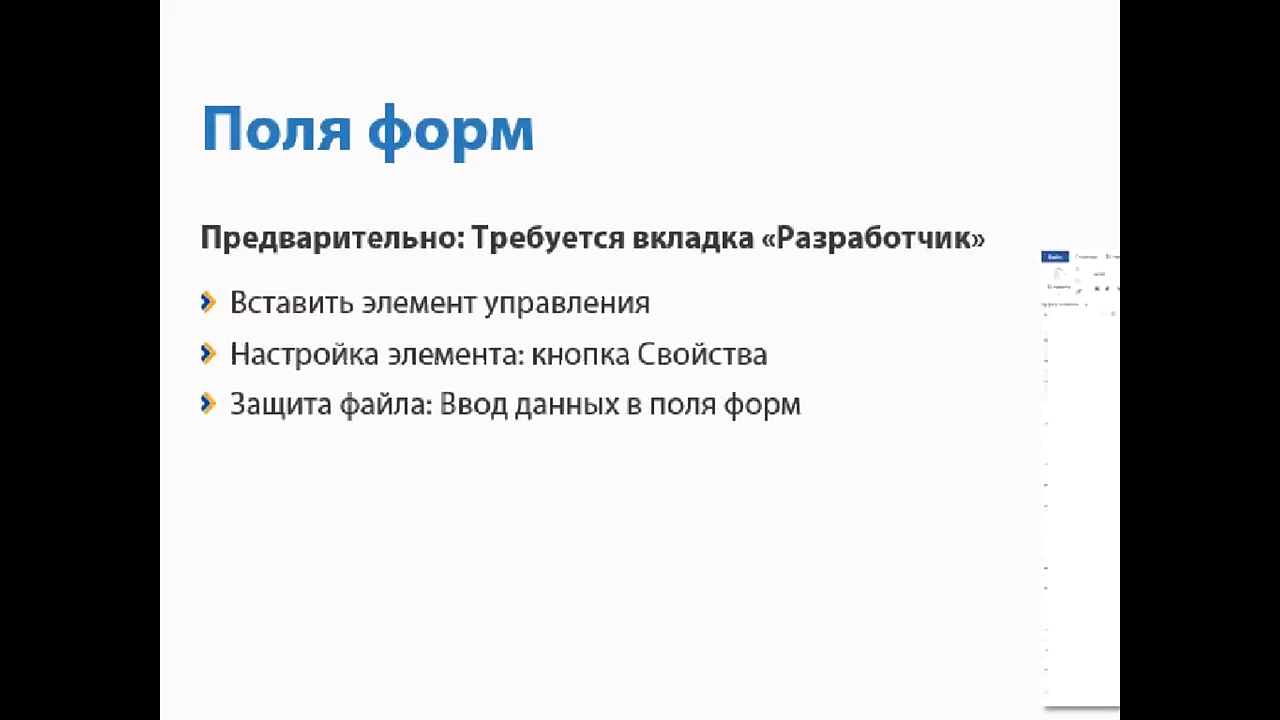 Поля форм
Предварительно: Требуется вкладка «Разработчик»
Вставить элемент управления
Настройка элемента: кнопка Свойства
Защита файла: Ввод данных в поля форм